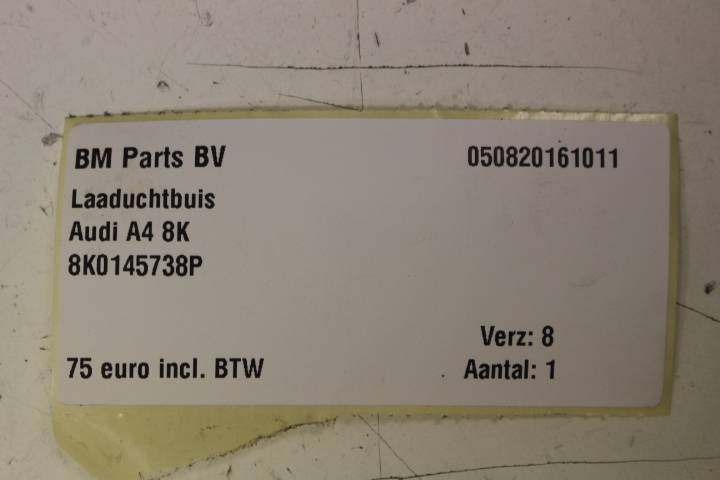 BM Parts BV 050820161011
Laaduchtbuis
Audi A4 8K
8K0145738P
Verz: 8
75 euro incl. BTW Aantal: 1